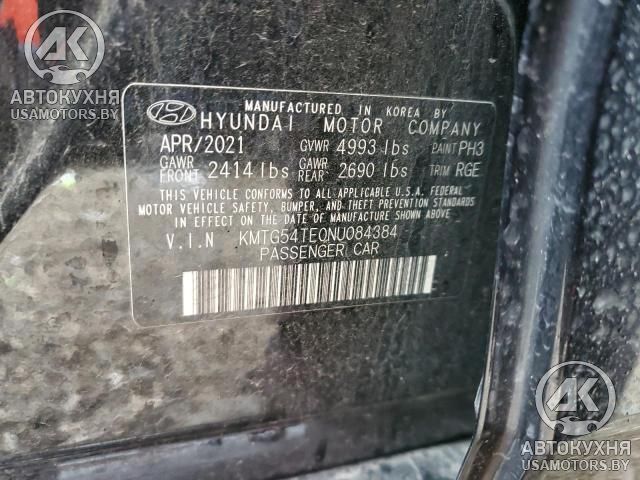 AK
АВТОКУХНЯ
USAMOTORS.BY
MANUFACTURED IN KOREA BY
HYUNDAI MOTOR COMPANY
APR/2021 GVWR 4993 lbs PAINT PH3
GAWR FRONT 2414 lbs GAWR REAR 2690 lbs TRIM RGE
THIS VEHICLE CONFORMS TO ALL APPLICABLE U.S.A. FEDERAL
MOTOR VEHICLE SAFETY, BUMPER, AND THEFT PREVENTION STANDARDS
IN EFFECT ON THE DATE OF MANUFACTURE SHOWN ABOVE.
V.I.N KMTG54TE0NU084384
PASSENGER CAR
AK
АВТОКУХНЯ
USAMOTORS.BY